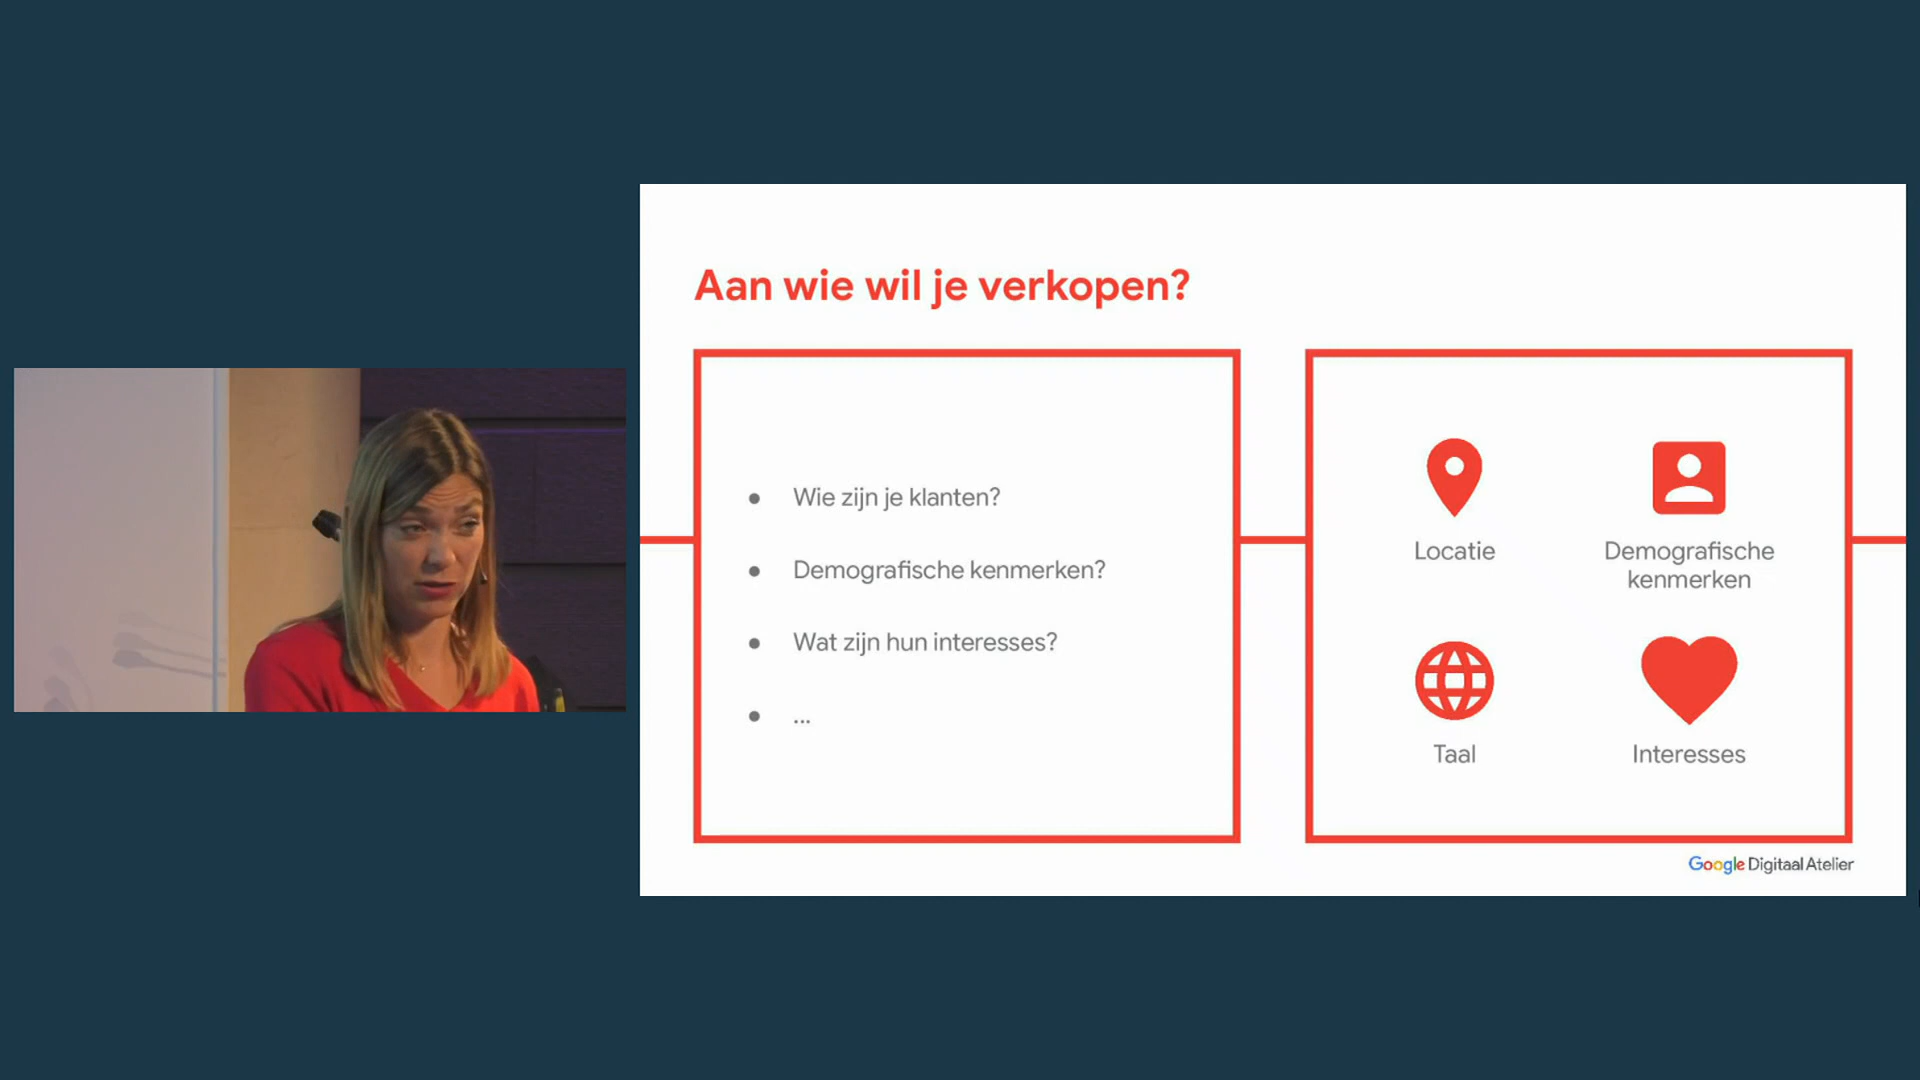 Aan wie wil je verkopen?
● Wie zijn je klanten?
● Demografische kenmerken?
● Wat zijn hun interesses?
● ...
Locatie
Demografische
kenmerken
Taal
Interesses
Google Digitaal Atelier